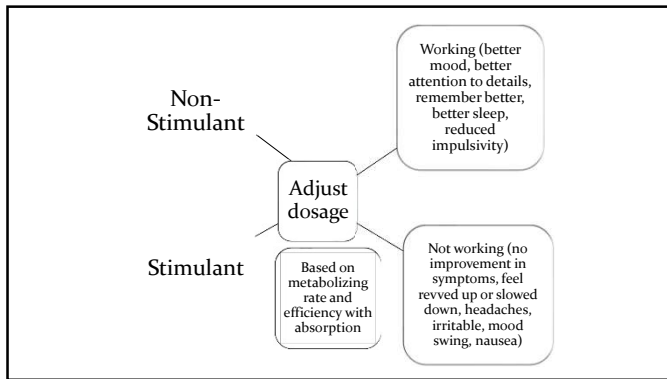 Non-
Stimulant
Stimulant
Adjust
dosage
Based on
metabolizing
rate and
efficiency with
absorption
Working (better
mood, better
attention to details,
remember better,
better sleep,
reduced
impulsivity)
Not working (no
improvement in
symptoms, feel
revved up or slowed
down, headaches,
irritable, mood
swing, nausea)